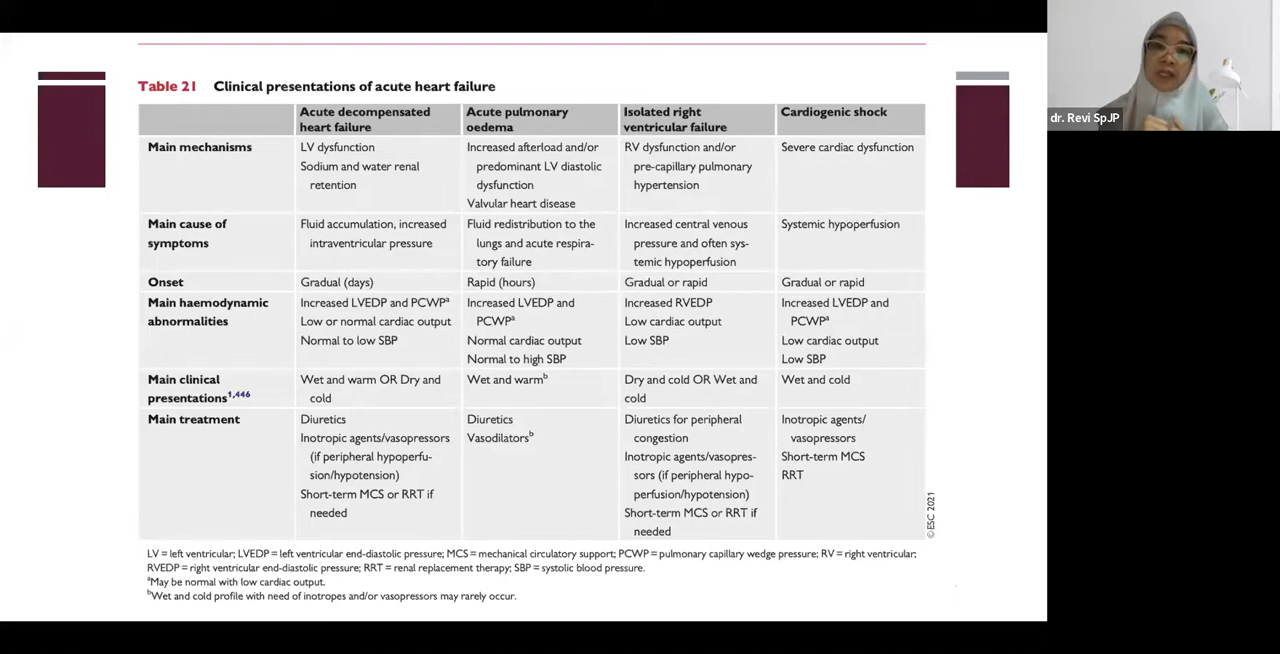 Table 21 Clinical presentations of acute heart failure
Acute decompensated
heart failure
Acute pulmonary
oedema
Isolated right
ventricular failure
Cardiogenic shock
Main mechanisms
LV dysfunction
Sodium and water renal
retention
Increased afterload and/or
predominant LV diastolic
dysfunction
Valvular heart disease
RV dysfunction and/or
pre-capillary pulmonary
hypertension
Severe cardiac dysfunction
Main cause of
symptoms
Fluid accumulation, increased
intraventricular pressure
Fluid redistribution to the
lungs and acute respira-
tory failure
Increased central venous
pressure and often sys-
temic hypoperfusion
Systemic hypoperfusion
Onset
Gradual (days)
Rapid (hours)
Gradual or rapid
Gradual or rapid
Main haemodynamic
abnormalities
Increased LVEDP and PCWPa
Low or normal cardiac output
Normal to low SBP
Increased LVEDP and
PCWPa
Normal cardiac output
Normal to high SBP
Increased RVEDP
Low cardiac output
Low SBP
Increased LVEDP and
PCWPa
Low cardiac output
Low SBP
Main clinical
presentations1,446
Wet and warm OR Dry and
cold
Wet and warmb
Dry and cold OR Wet and
cold
Wet and cold
Main treatment
Diuretics
Inotropic agents/vasopressors
(if peripheral hypoperfu-
sion/hypotension)
Short-term MCS or RRT if
needed
Diuretics
Vasodilatorsb
Diuretics for peripheral
congestion
Inotropic agents/vasopres-
sors (if peripheral hypo-
perfusion/hypotension)
Short-term MCS or RRT if
needed
Inotropic agents/
vasopressors
Short-term MCS
RRT
© ESC 2021
LV = left ventricular; LVEDP = left ventricular end-diastolic pressure; MCS = mechanical circulatory support; PCWP = pulmonary capillary wedge pressure; RV = right ventricular;
RVEDP = right ventricular end-diastolic pressure; RRT = renal replacement therapy; SBP = systolic blood pressure.
aMay be normal with low cardiac output.
bWet and cold profile with need of inotropes and/or vasopressors may rarely occur.
dr. Revi SpJP